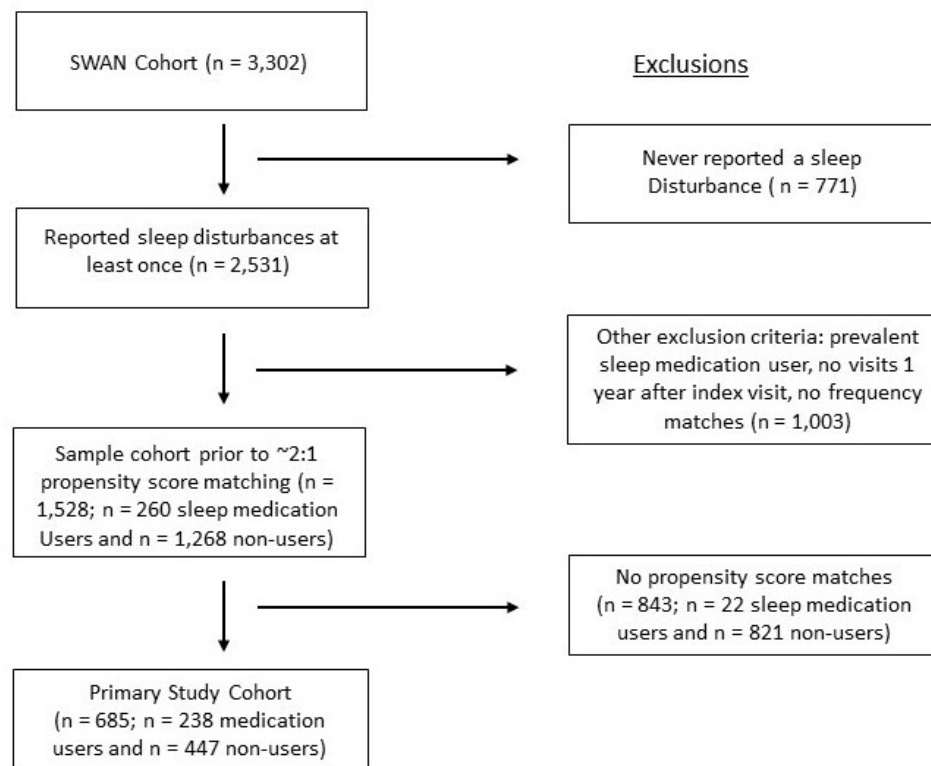 SWAN Cohort (n = 3,302)
Exclusions
Never reported a sleep
Disturbance ( n = 771)
Reported sleep disturbances at
least once (n = 2,531)
Other exclusion criteria: prevalent
sleep medication user, no visits 1
year after index visit, no frequency
matches (n = 1,003)
Sample cohort prior to ~2:1
propensity score matching (n =
1,528; n = 260 sleep medication
Users and n = 1,268 non-users)
No propensity score matches
(n = 843; n = 22 sleep medication
users and n = 821 non-users)
Primary Study Cohort
(n = 685; n = 238 medication
users and n = 447 non-users)